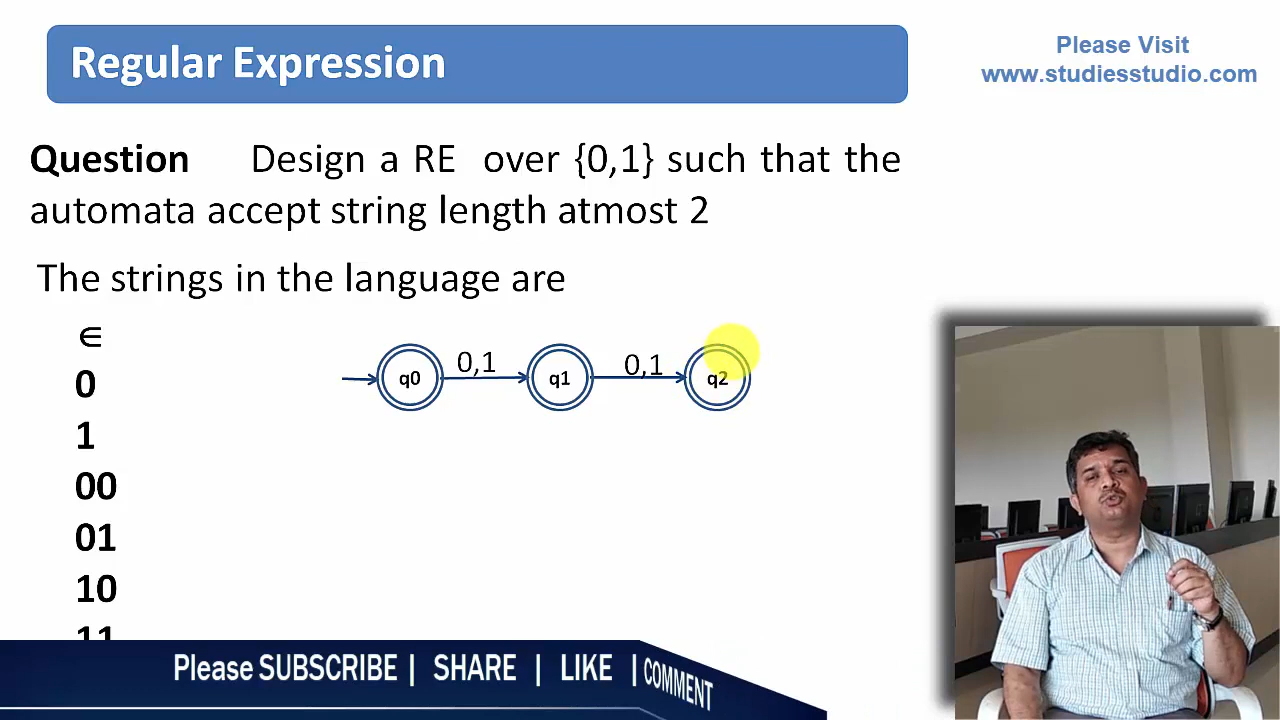 Regular Expression
Please Visit
www.studiesstudio.com
Question Design a RE over {0,1} such that the
automata accept string length atmost 2
The strings in the language are
∈
0
1
00
01
10
11
q0 0,1 q1 0,1 q2
Please SUBSCRIBE | SHARE | LIKE | COMMENT